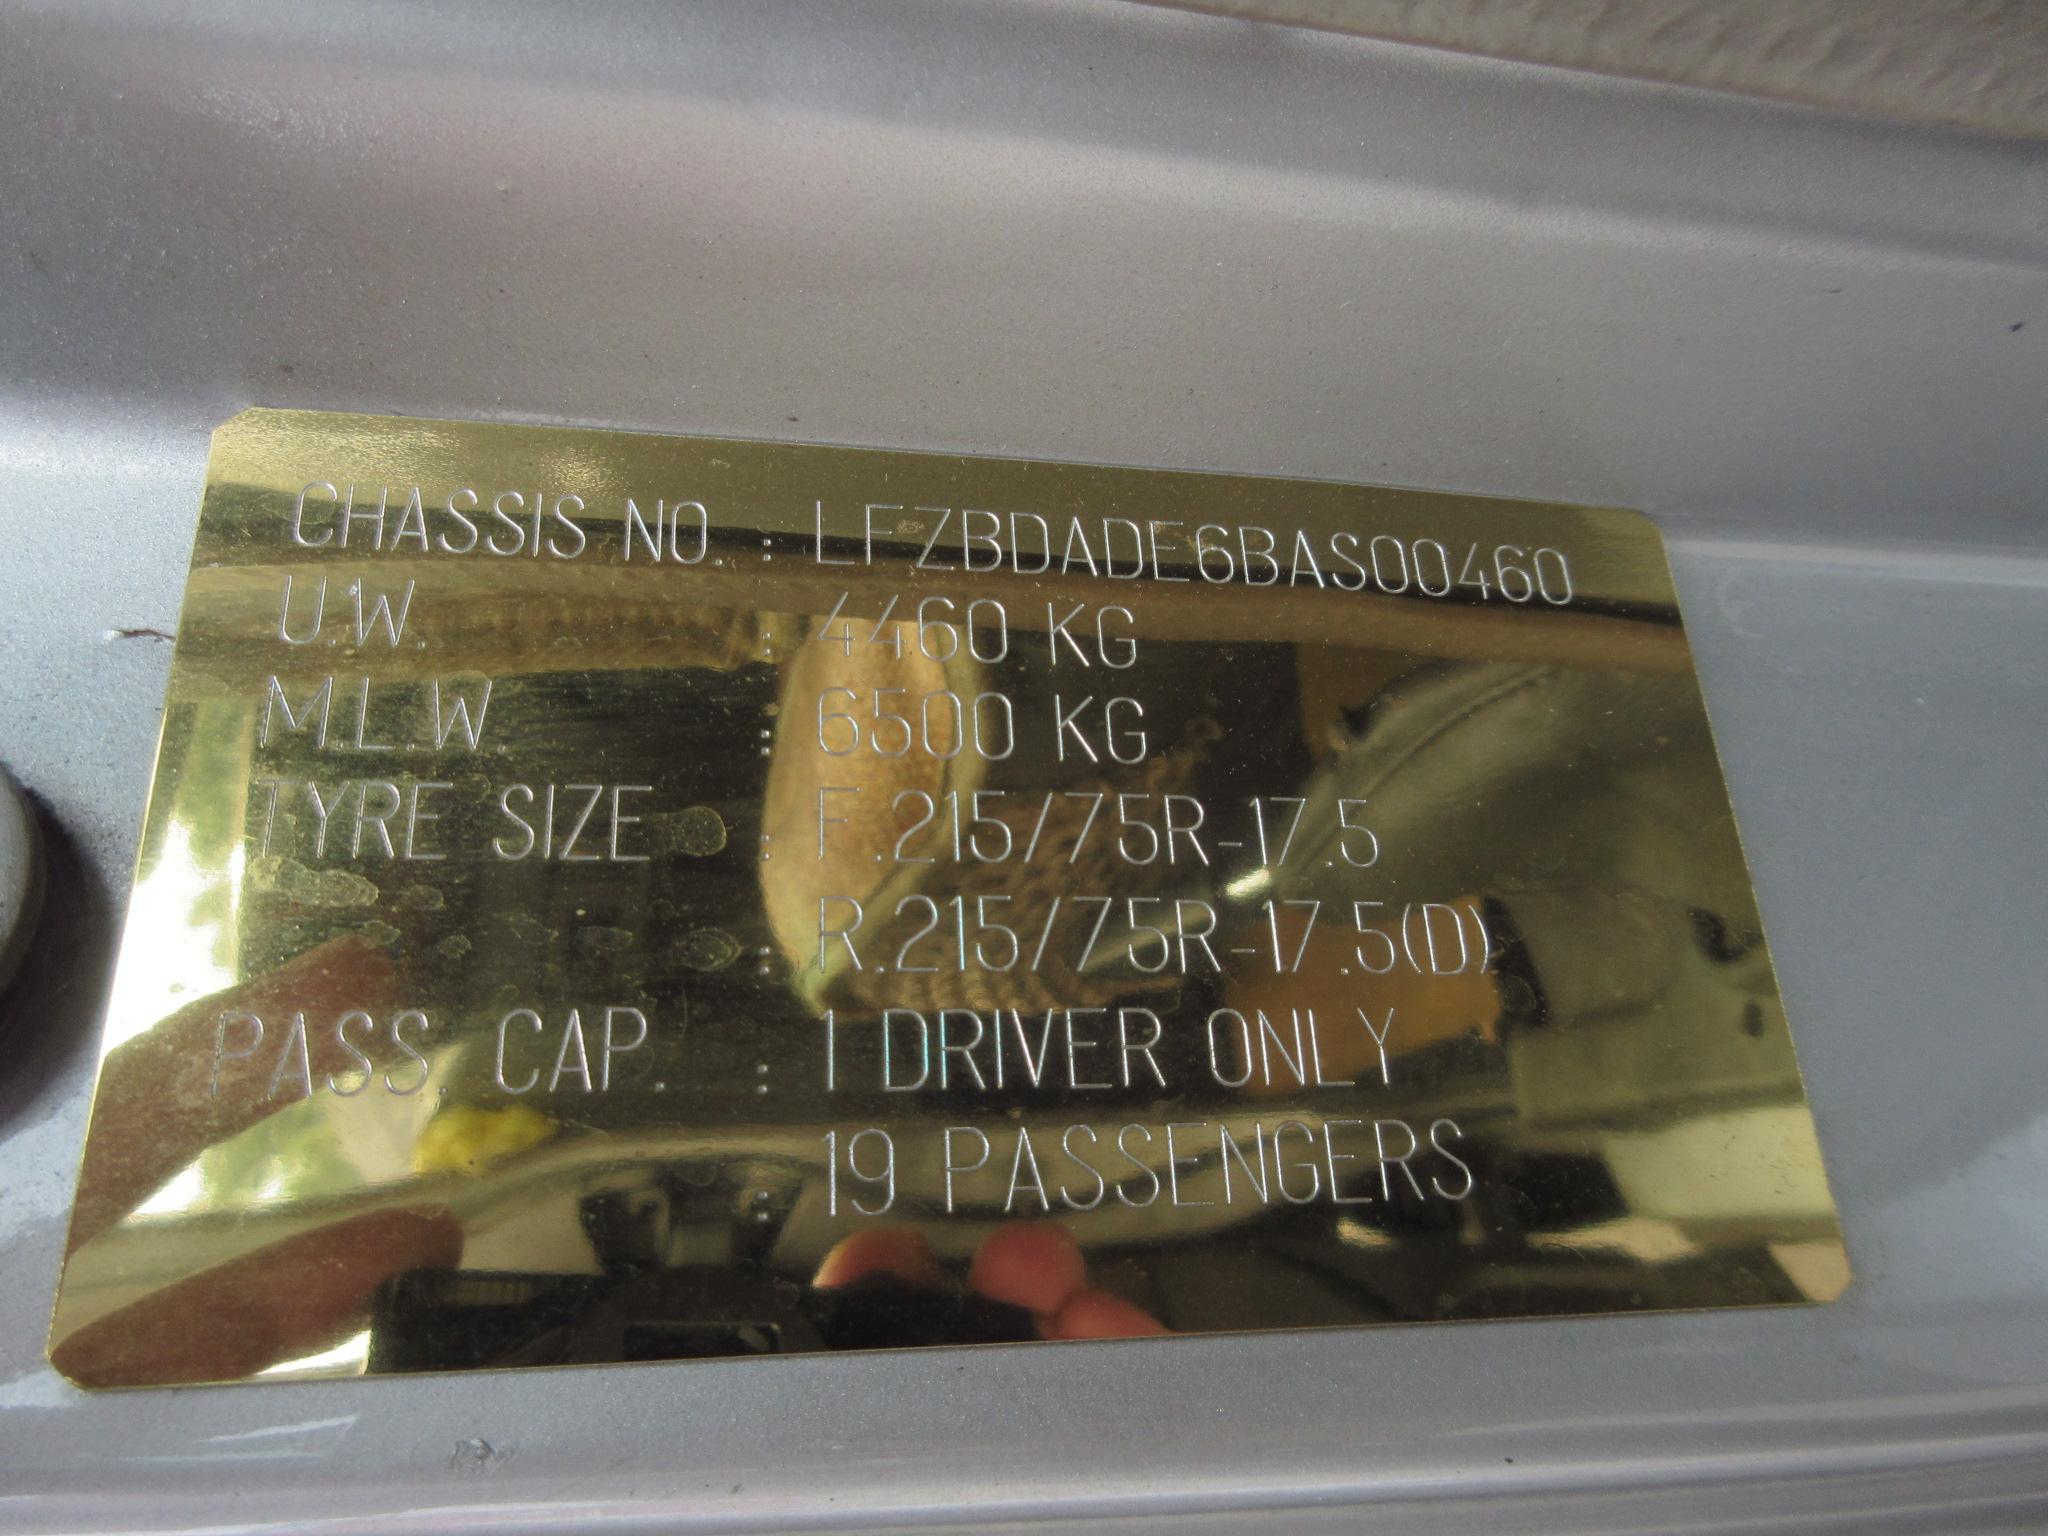 CHASSIS NO. : LFZBDADE6BAS00460
U.W. : 4460 KG
M.L.W. : 6500 KG
TYRE SIZE : F.215/75R-17.5
: R.215/75R-17.5(D)
PASS. CAP. : 1 DRIVER ONLY
: 19 PASSENGERS